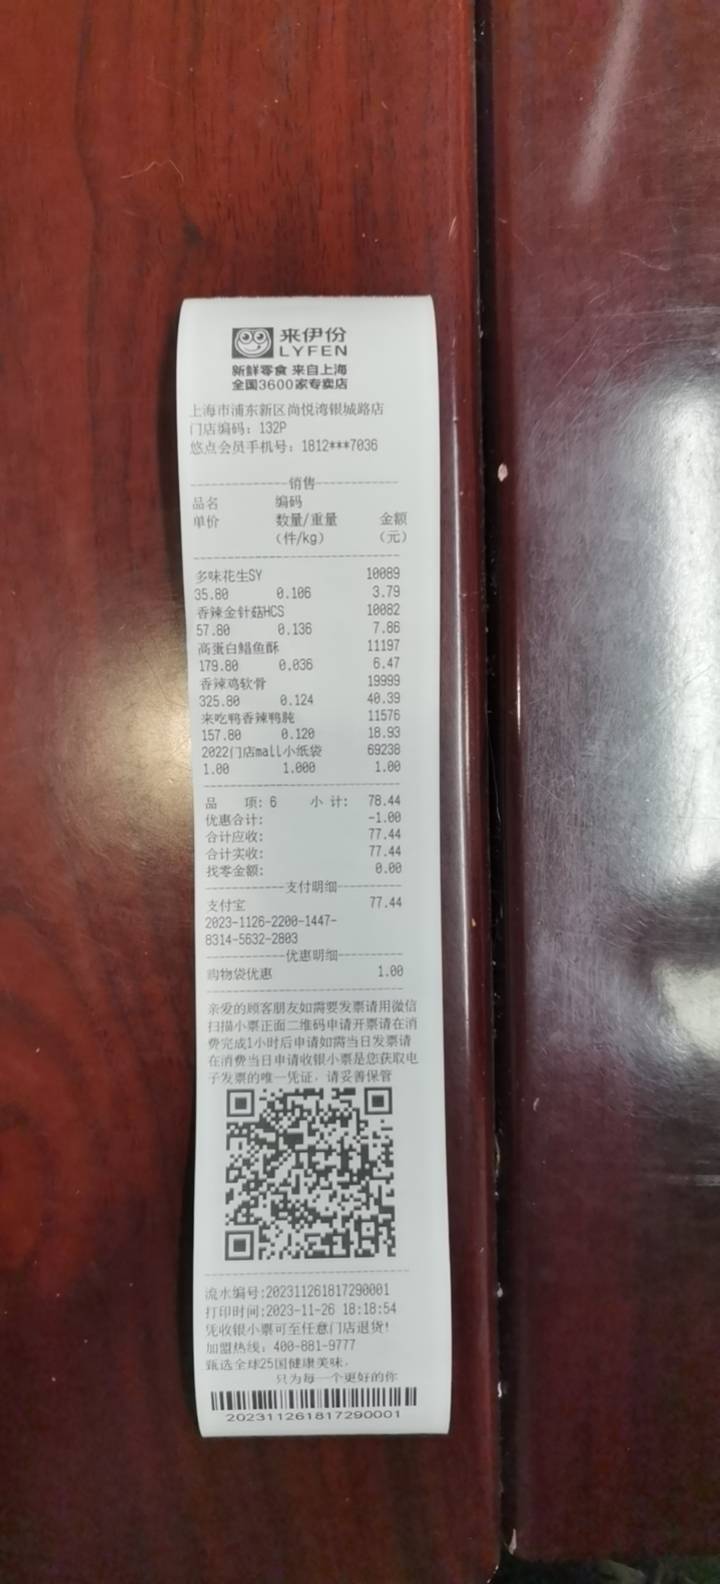 来伊份
LYFEN
新鲜零食 来自上海
全国3600家专卖店
上海市浦东新区尚悦湾银城路店
门店编码: 132P
悠点会员手机号: 1812***7036
销售
品名 编码
单价 数量/重量 金额
(件/kg) (元)
多味花生SY 10089
35.80 0.106 3.79
香辣金针菇HCS 10082
57.80 0.136 7.86
高蛋白鲳鱼酥 11197
179.80 0.036 6.47
香辣鸡软骨 19999
325.80 0.124 40.39
来吃鸭香辣鸭肫 11576
157.80 0.120 18.93
2022门店mall小纸袋 69238
1.00 1.000 1.00
品 项: 6 小 计: 78.44
优惠合计: -1.00
合计应收: 77.44
合计实收: 77.44
找零金额: 0.00
支付明细
支付宝 77.44
2023-1126-2200-1447-
8314-5632-2803
优惠明细
购物袋优惠 1.00
亲爱的顾客朋友如需要发票请用微信
扫描小票正面二维码申请开票请在消
费完成1小时后申请如需当日发票请
在消费当日申请收银小票是您获取电
子发票的唯一凭证，请妥善保管
流水编号:202311261817290001
打印时间:2023-11-26 18:18:54
凭收银小票可至任意门店退货!
加盟热线: 400-881-9777
甄选全球25国健康美味，
只为每一个更好的你
202311261817290001